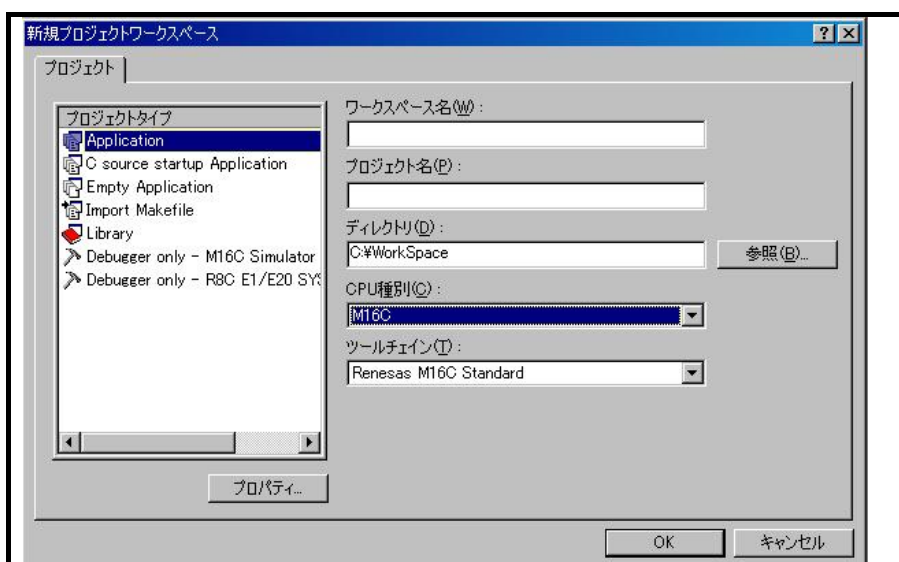 新規プロジェクトワークスペース
プロジェクト
プロジェクトタイプ
Application
C source startup Application
Empty Application
Import Makefile
Library
Debugger only - M16C Simulator
Debugger only - R8C E1/E20 SYS
プロパティ...
ワークスペース名(W):
プロジェクト名(P):
ディレクトリ(D):
C:¥WorkSpace
参照(B)...
CPU種別(C):
M16C
ツールチェイン(T):
Renesas M16C Standard
OK
キャンセル